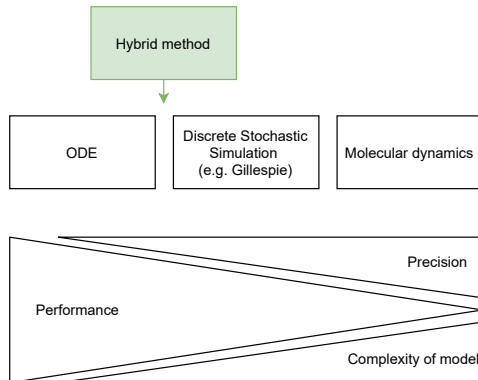 Hybrid method
ODE
Discrete Stochastic
Simulation
(e.g. Gillespie)
Molecular dynamics
Precision
Performance
Complexity of model